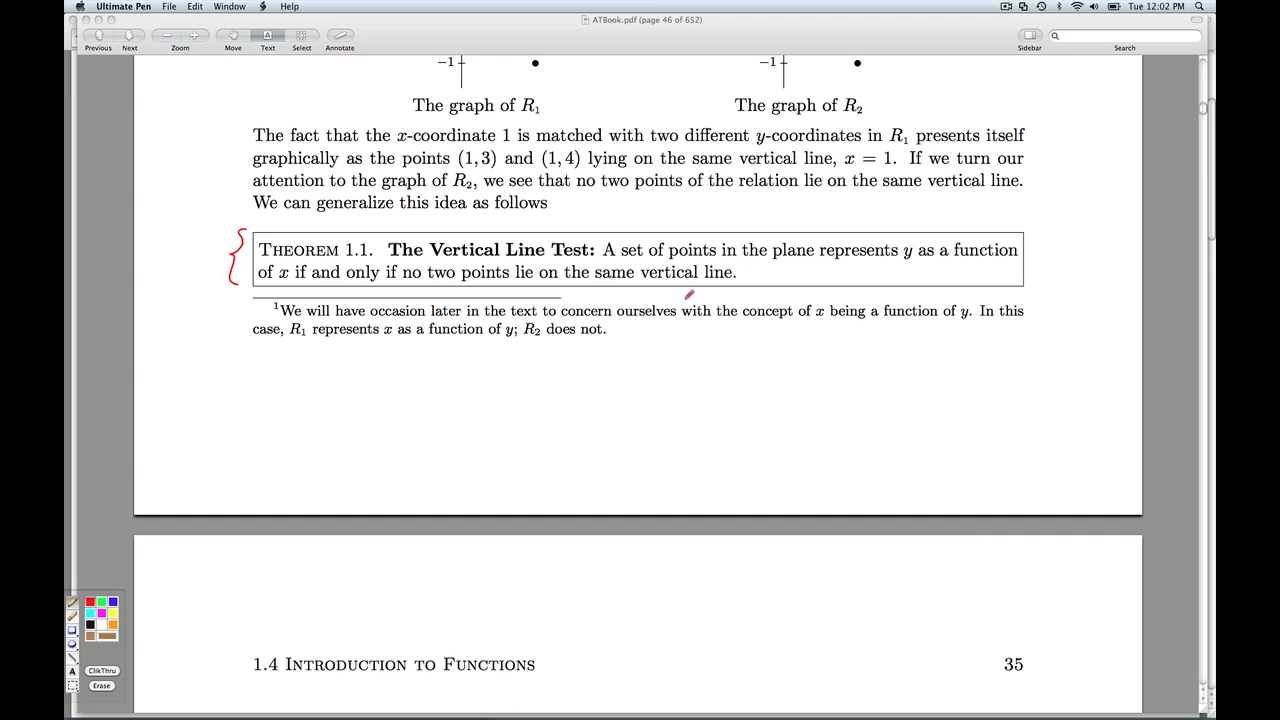 Ultimate Pen File Edit Window Help Tue 12:02 PM
ATBook.pdf (page 46 of 652)
Previous Next Zoom Move Text Select Annotate Sidebar Search
−1 −1
The graph of R1 The graph of R2
The fact that the x-coordinate 1 is matched with two different y-coordinates in R1 presents itself
graphically as the points (1, 3) and (1, 4) lying on the same vertical line, x = 1. If we turn our
attention to the graph of R2, we see that no two points of the relation lie on the same vertical line.
We can generalize this idea as follows
THEOREM 1.1. The Vertical Line Test: A set of points in the plane represents y as a function
of x if and only if no two points lie on the same vertical line.
1We will have occasion later in the text to concern ourselves with the concept of x being a function of y. In this
case, R1 represents x as a function of y; R2 does not.
A
ClikThru
Erase
1.4 INTRODUCTION TO FUNCTIONS 35